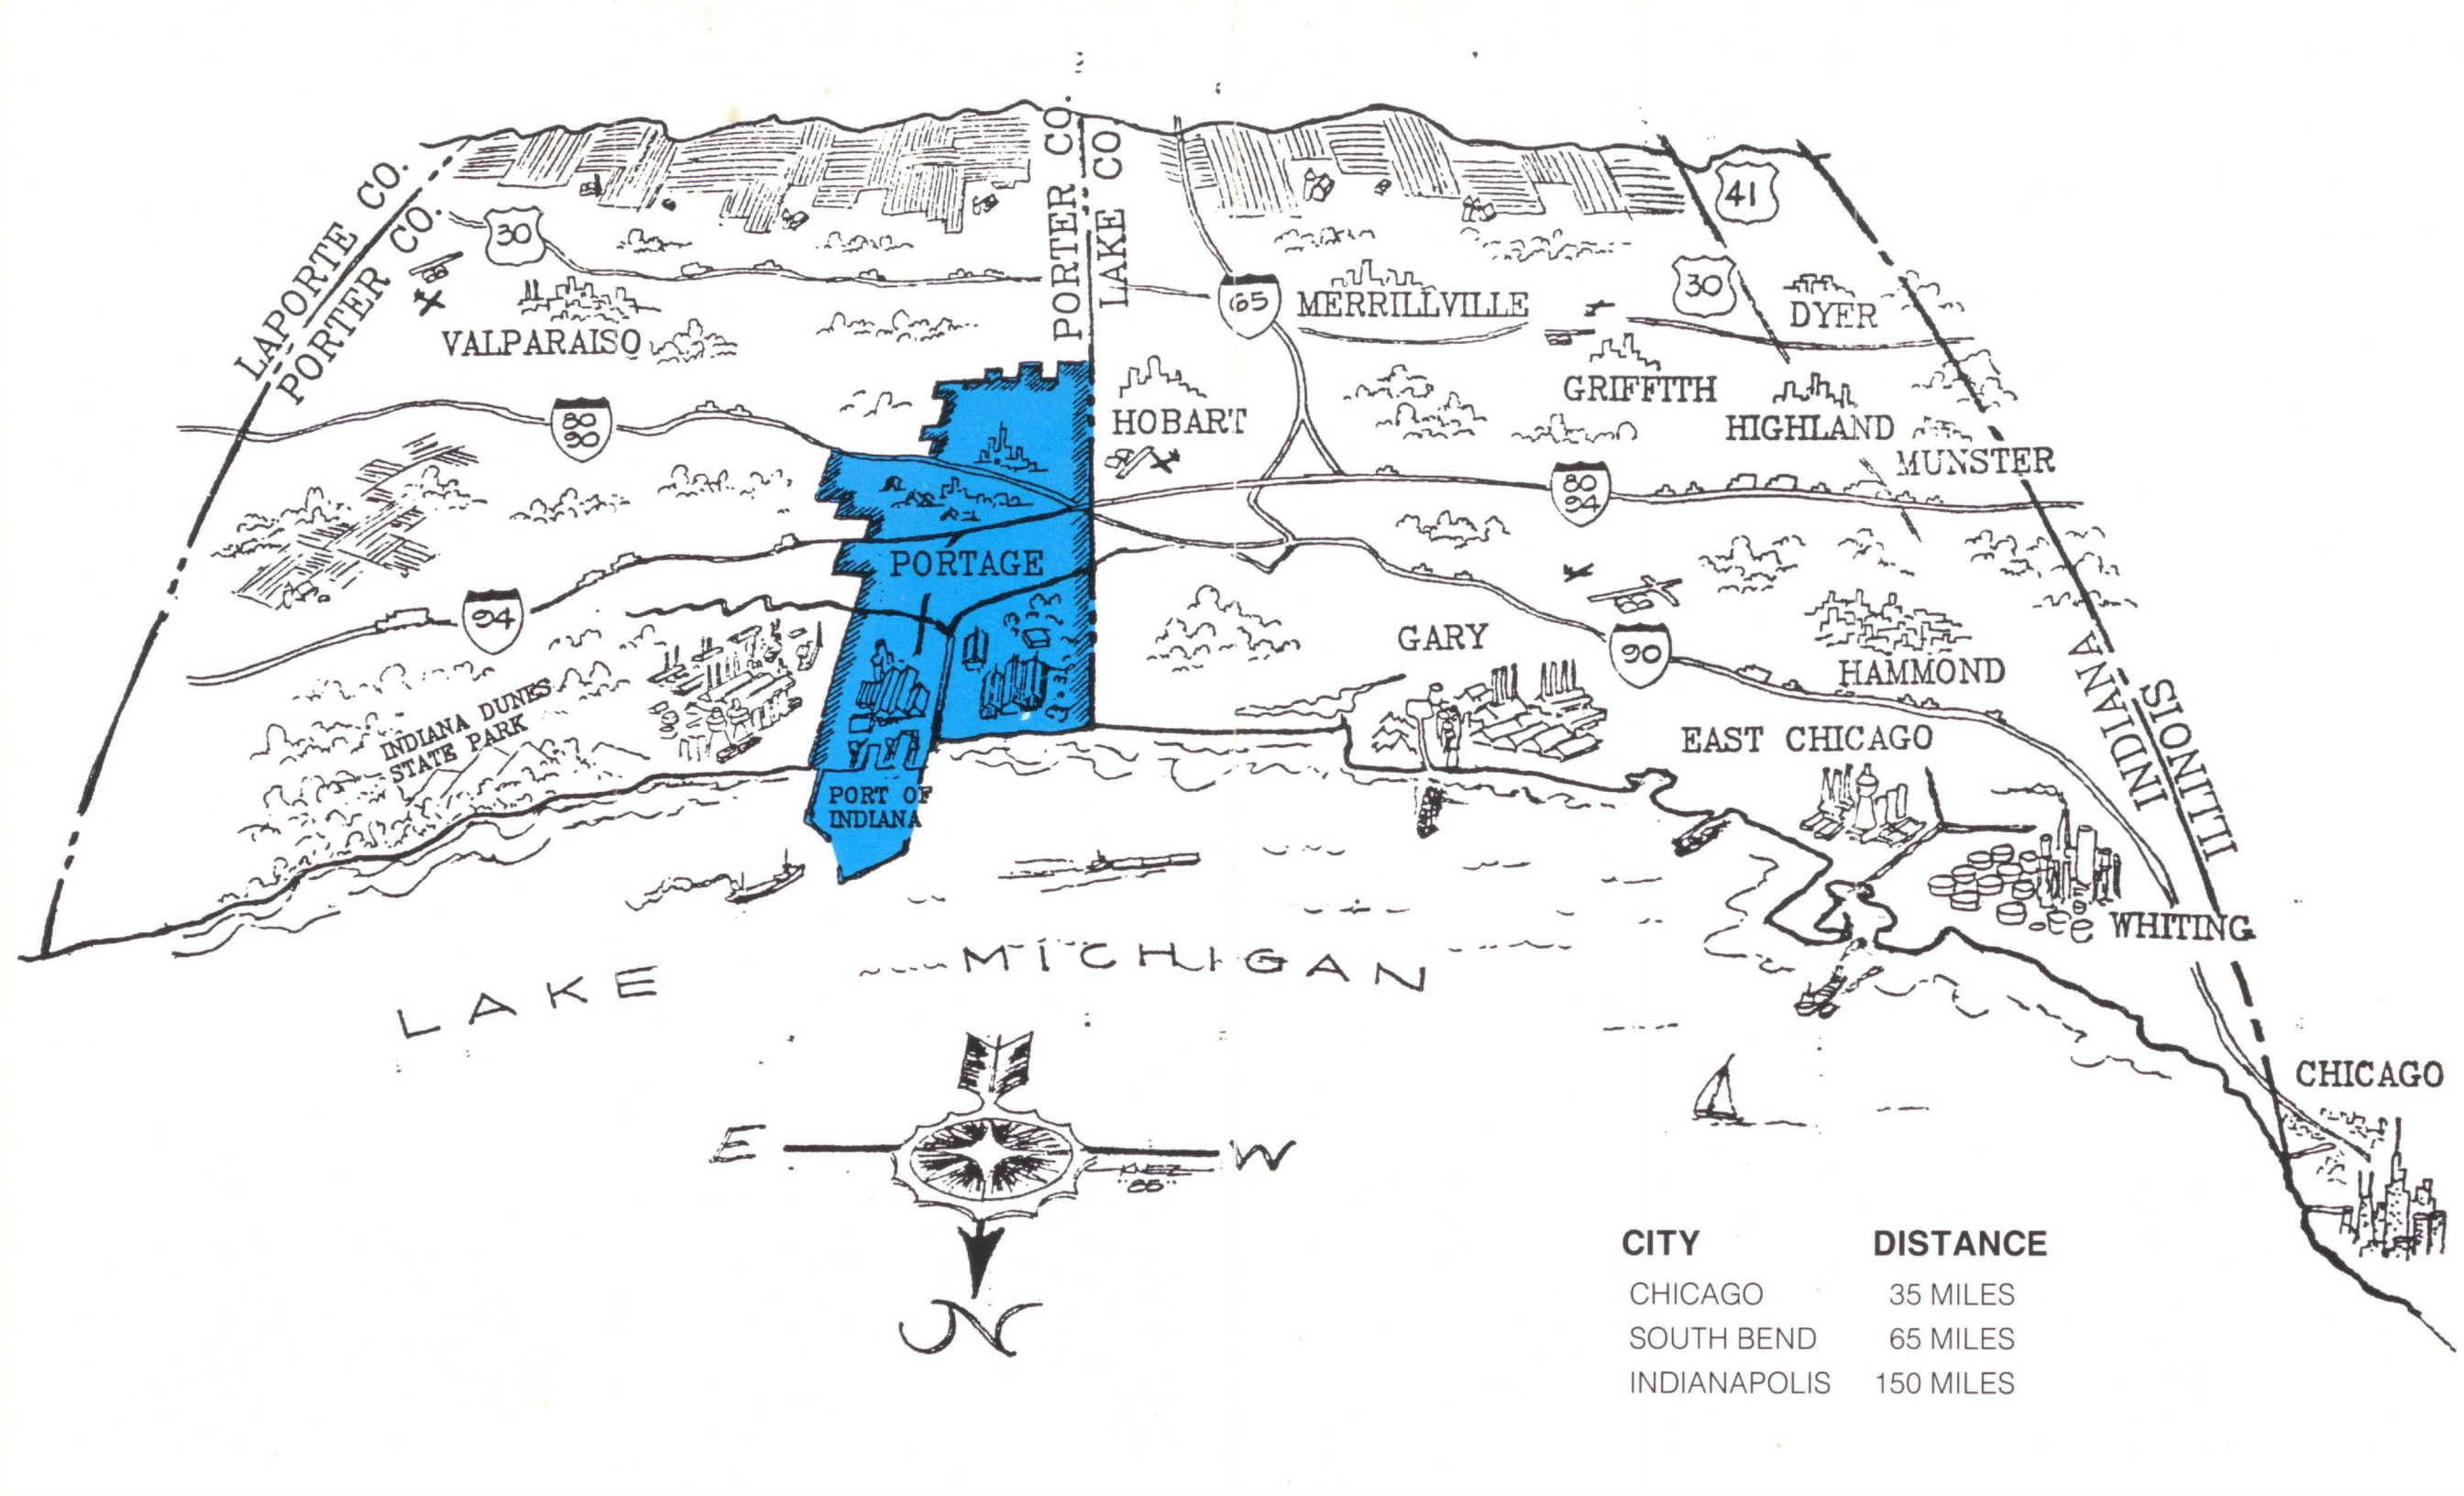 LAPORTE CO.
PORTER CO.
PORTER CO.
LAKE CO
41
30
30
65
MERRILLVILLE
DYER
VALPARAISO
GRIFFITH
HOBART
HIGHLAND
80
90
MUNSTER
80
94
PORTAGE
94
GARY
90
HAMMOND
INDIANA
ILLINOIS
INDIANA DUNES
STATE PARK
EAST CHICAGO
PORT OF
INDIANA
WHITING
LAKE MICHIGAN
CHICAGO
E
W
N
CITY DISTANCE
CHICAGO 35 MILES
SOUTH BEND 65 MILES
INDIANAPOLIS 150 MILES